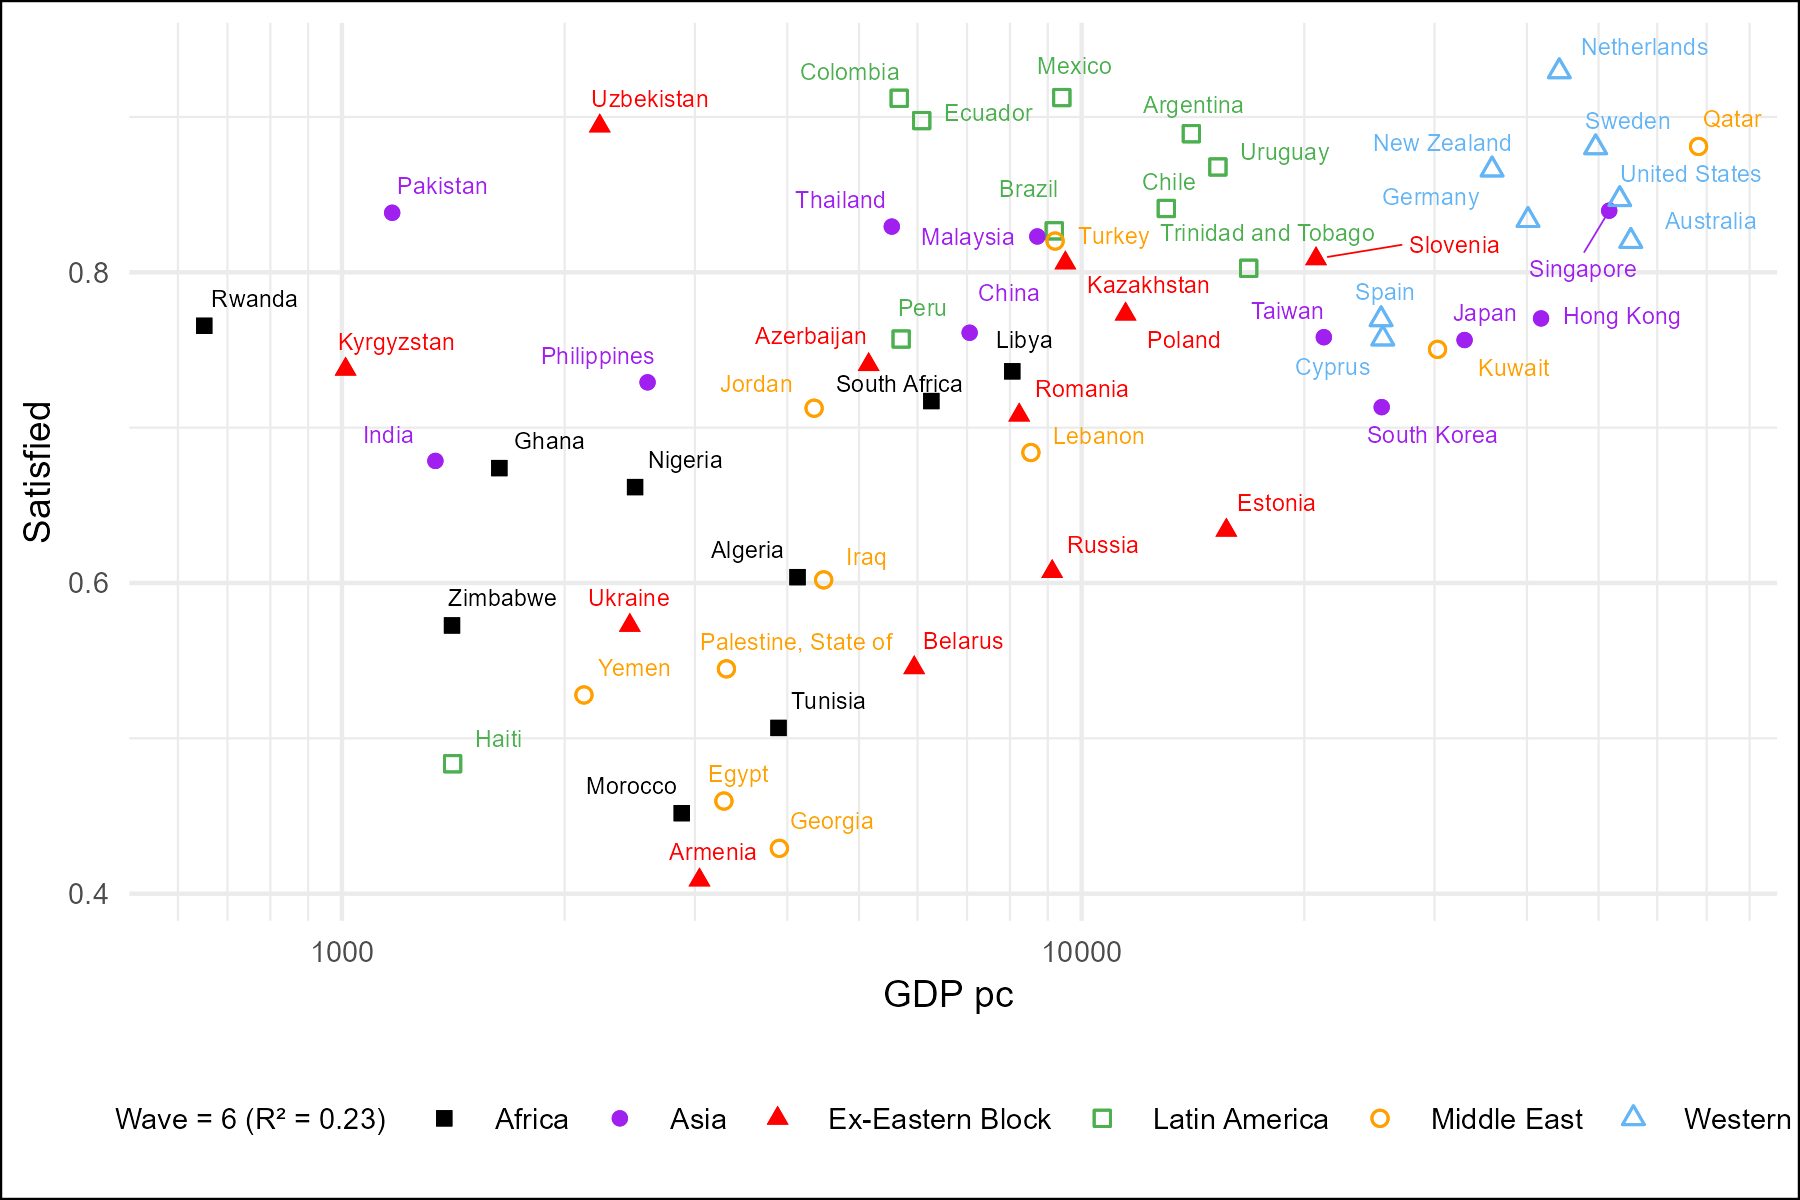 Netherlands
Mexico
Colombia
Uzbekistan
Argentina
Ecuador
Qatar
Sweden
New Zealand
Uruguay
United States
Chile
Pakistan
Brazil
Thailand
Germany
Australia
Trinidad and Tobago
Turkey
Malaysia
Slovenia
Singapore
0.8
Kazakhstan
Spain
China
Rwanda
Peru
Taiwan
Japan
Hong Kong
Azerbaijan
Libya
Poland
Kyrgyzstan
Philippines
Cyprus
Kuwait
Jordan
South Africa
Romania
India
Lebanon
South Korea
Ghana
Nigeria
Satisfied
Estonia
Russia
Algeria
Iraq
0.6
Zimbabwe
Ukraine
Palestine, State of
Belarus
Yemen
Tunisia
Haiti
Egypt
Morocco
Georgia
Armenia
0.4
1000
10000
GDP pc
Wave = 6 (R² = 0.23)
Africa
Asia
Ex-Eastern Block
Latin America
Middle East
Western